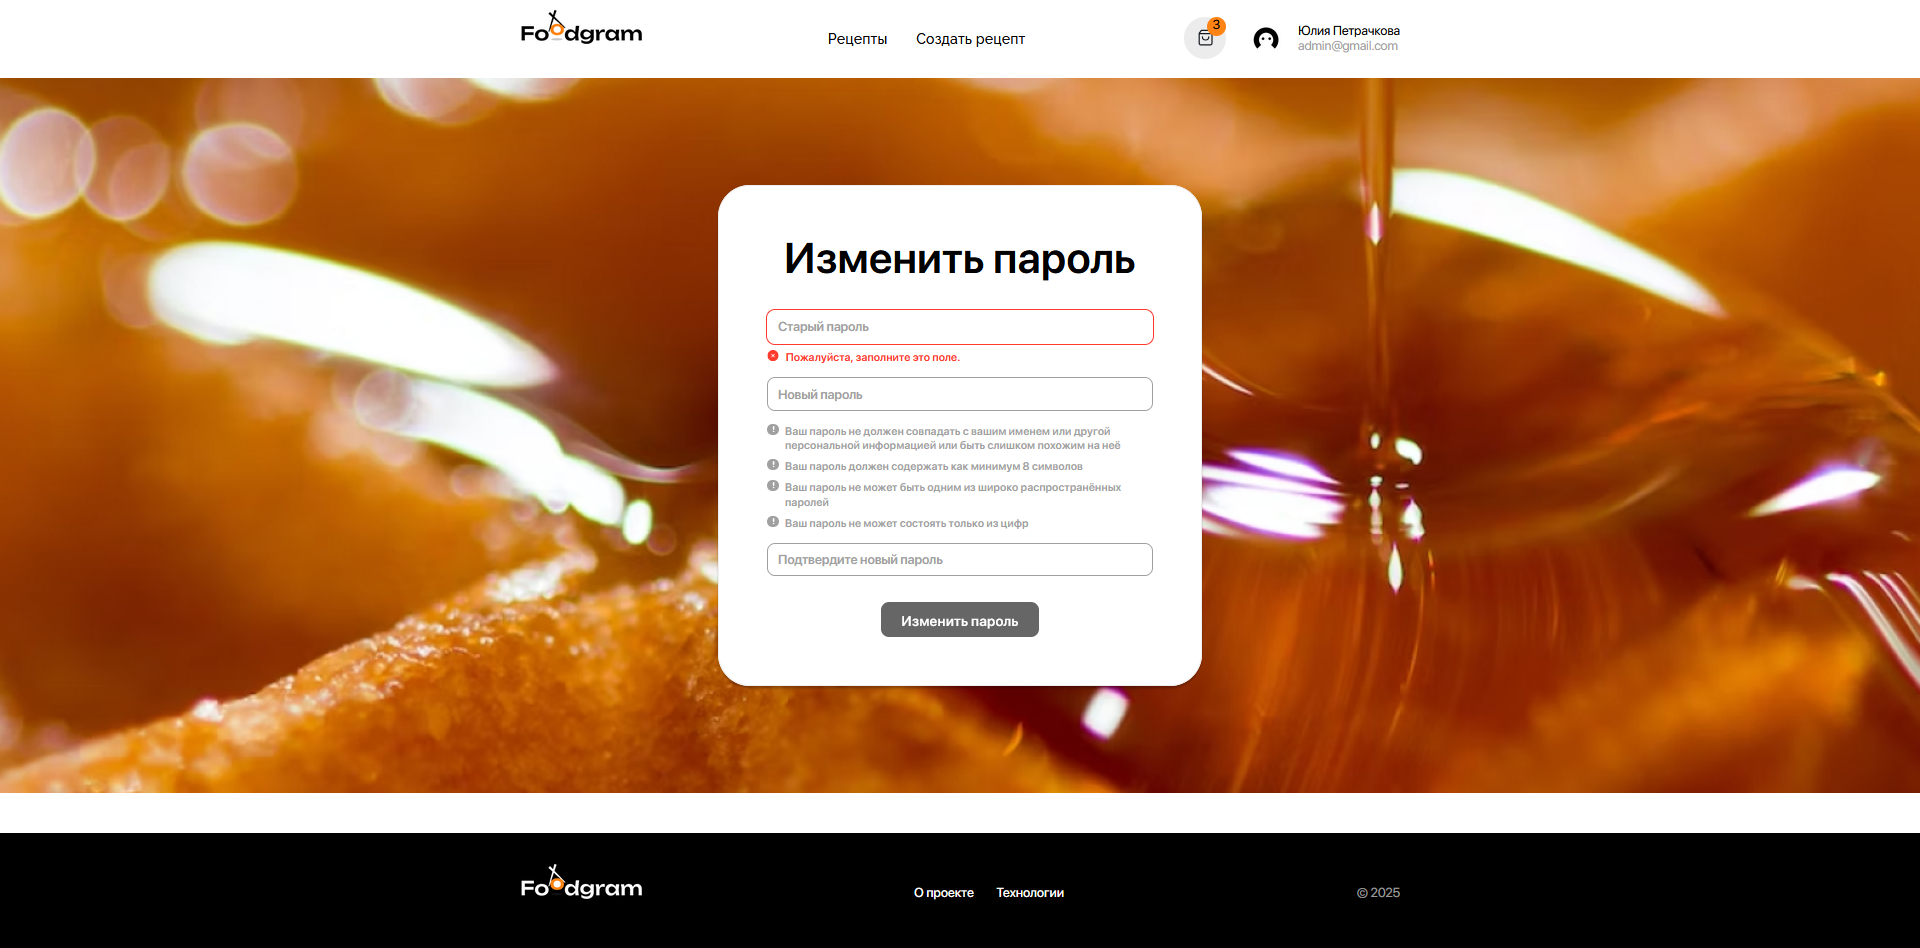 Foodgram
Рецепты
Создать рецепт
3
Юлия Петрачкова
admin@gmail.com
Изменить пароль
Старый пароль
Пожалуйста, заполните это поле.
Новый пароль
Ваш пароль не должен совпадать с вашим именем или другой
персональной информацией или быть слишком похожим на неё
Ваш пароль должен содержать как минимум 8 символов
Ваш пароль не может быть одним из широко распространённых
паролей
Ваш пароль не может состоять только из цифр
Подтвердите новый пароль
Изменить пароль
Foodgram
О проекте
Технологии
© 2025